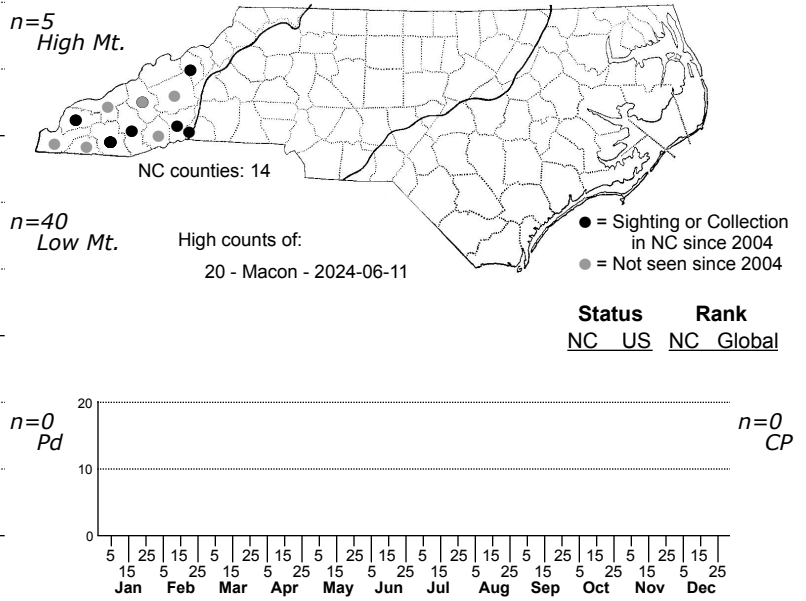 n=5
High Mt.
NC counties: 14
n=40
Low Mt.
High counts of:
20 - Macon - 2024-06-11
● = Sighting or Collection
in NC since 2004
● = Not seen since 2004
Status Rank
NC US NC Global
n=0
Pd
n=0
CP
20
10
0
5 25 15 5 25 15 5 25 15 5 25 15 5 25 15 5 25 15
15 5 25 15 5 25 15 5 25 15 5 25 15 5 25 15 5 25
Jan Feb Mar Apr May Jun Jul Aug Sep Oct Nov Dec